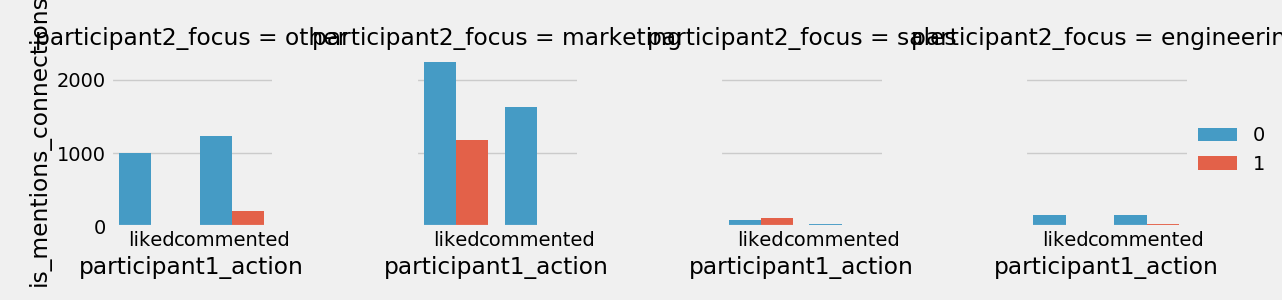 participant2_focus = other
participant2_focus = marketing
participant2_focus = sales
participant2_focus = engineerin
is_mentions_connections
2000
1000
0
liked commented
liked commented
liked commented
liked commented
participant1_action
participant1_action
participant1_action
participant1_action
0
1